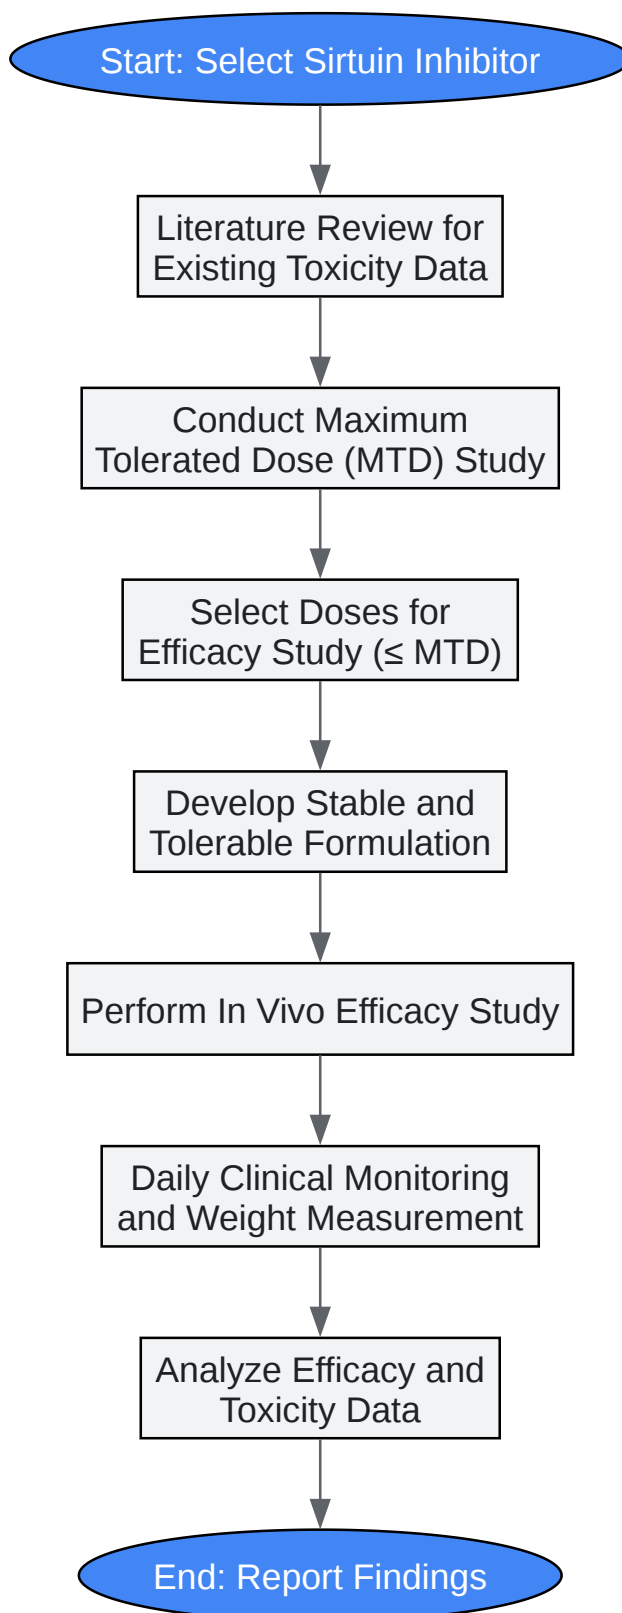 Start: Select Sirtuin Inhibitor
Literature Review for
Existing Toxicity Data
Conduct Maximum
Tolerated Dose (MTD) Study
Select Doses for
Efficacy Study (≤ MTD)
Develop Stable and
Tolerable Formulation
Perform In Vivo Efficacy Study
Daily Clinical Monitoring
and Weight Measurement
Analyze Efficacy and
Toxicity Data
End: Report Findings